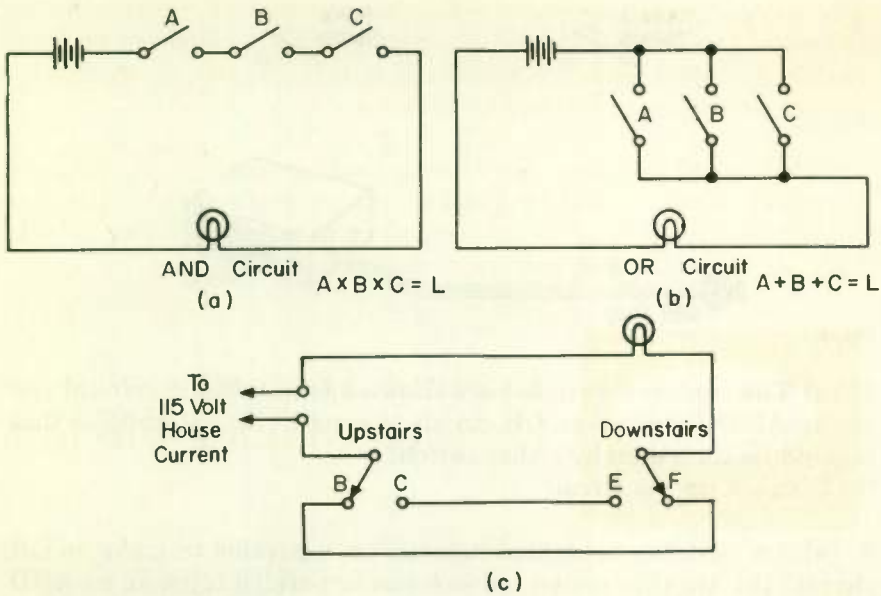 A B C
A B C
AND Circuit
(a)
A × B × C = L
OR Circuit
(b)
A + B + C = L
To
115 Volt
House
Current
Upstairs
Downstairs
B C E F
(c)